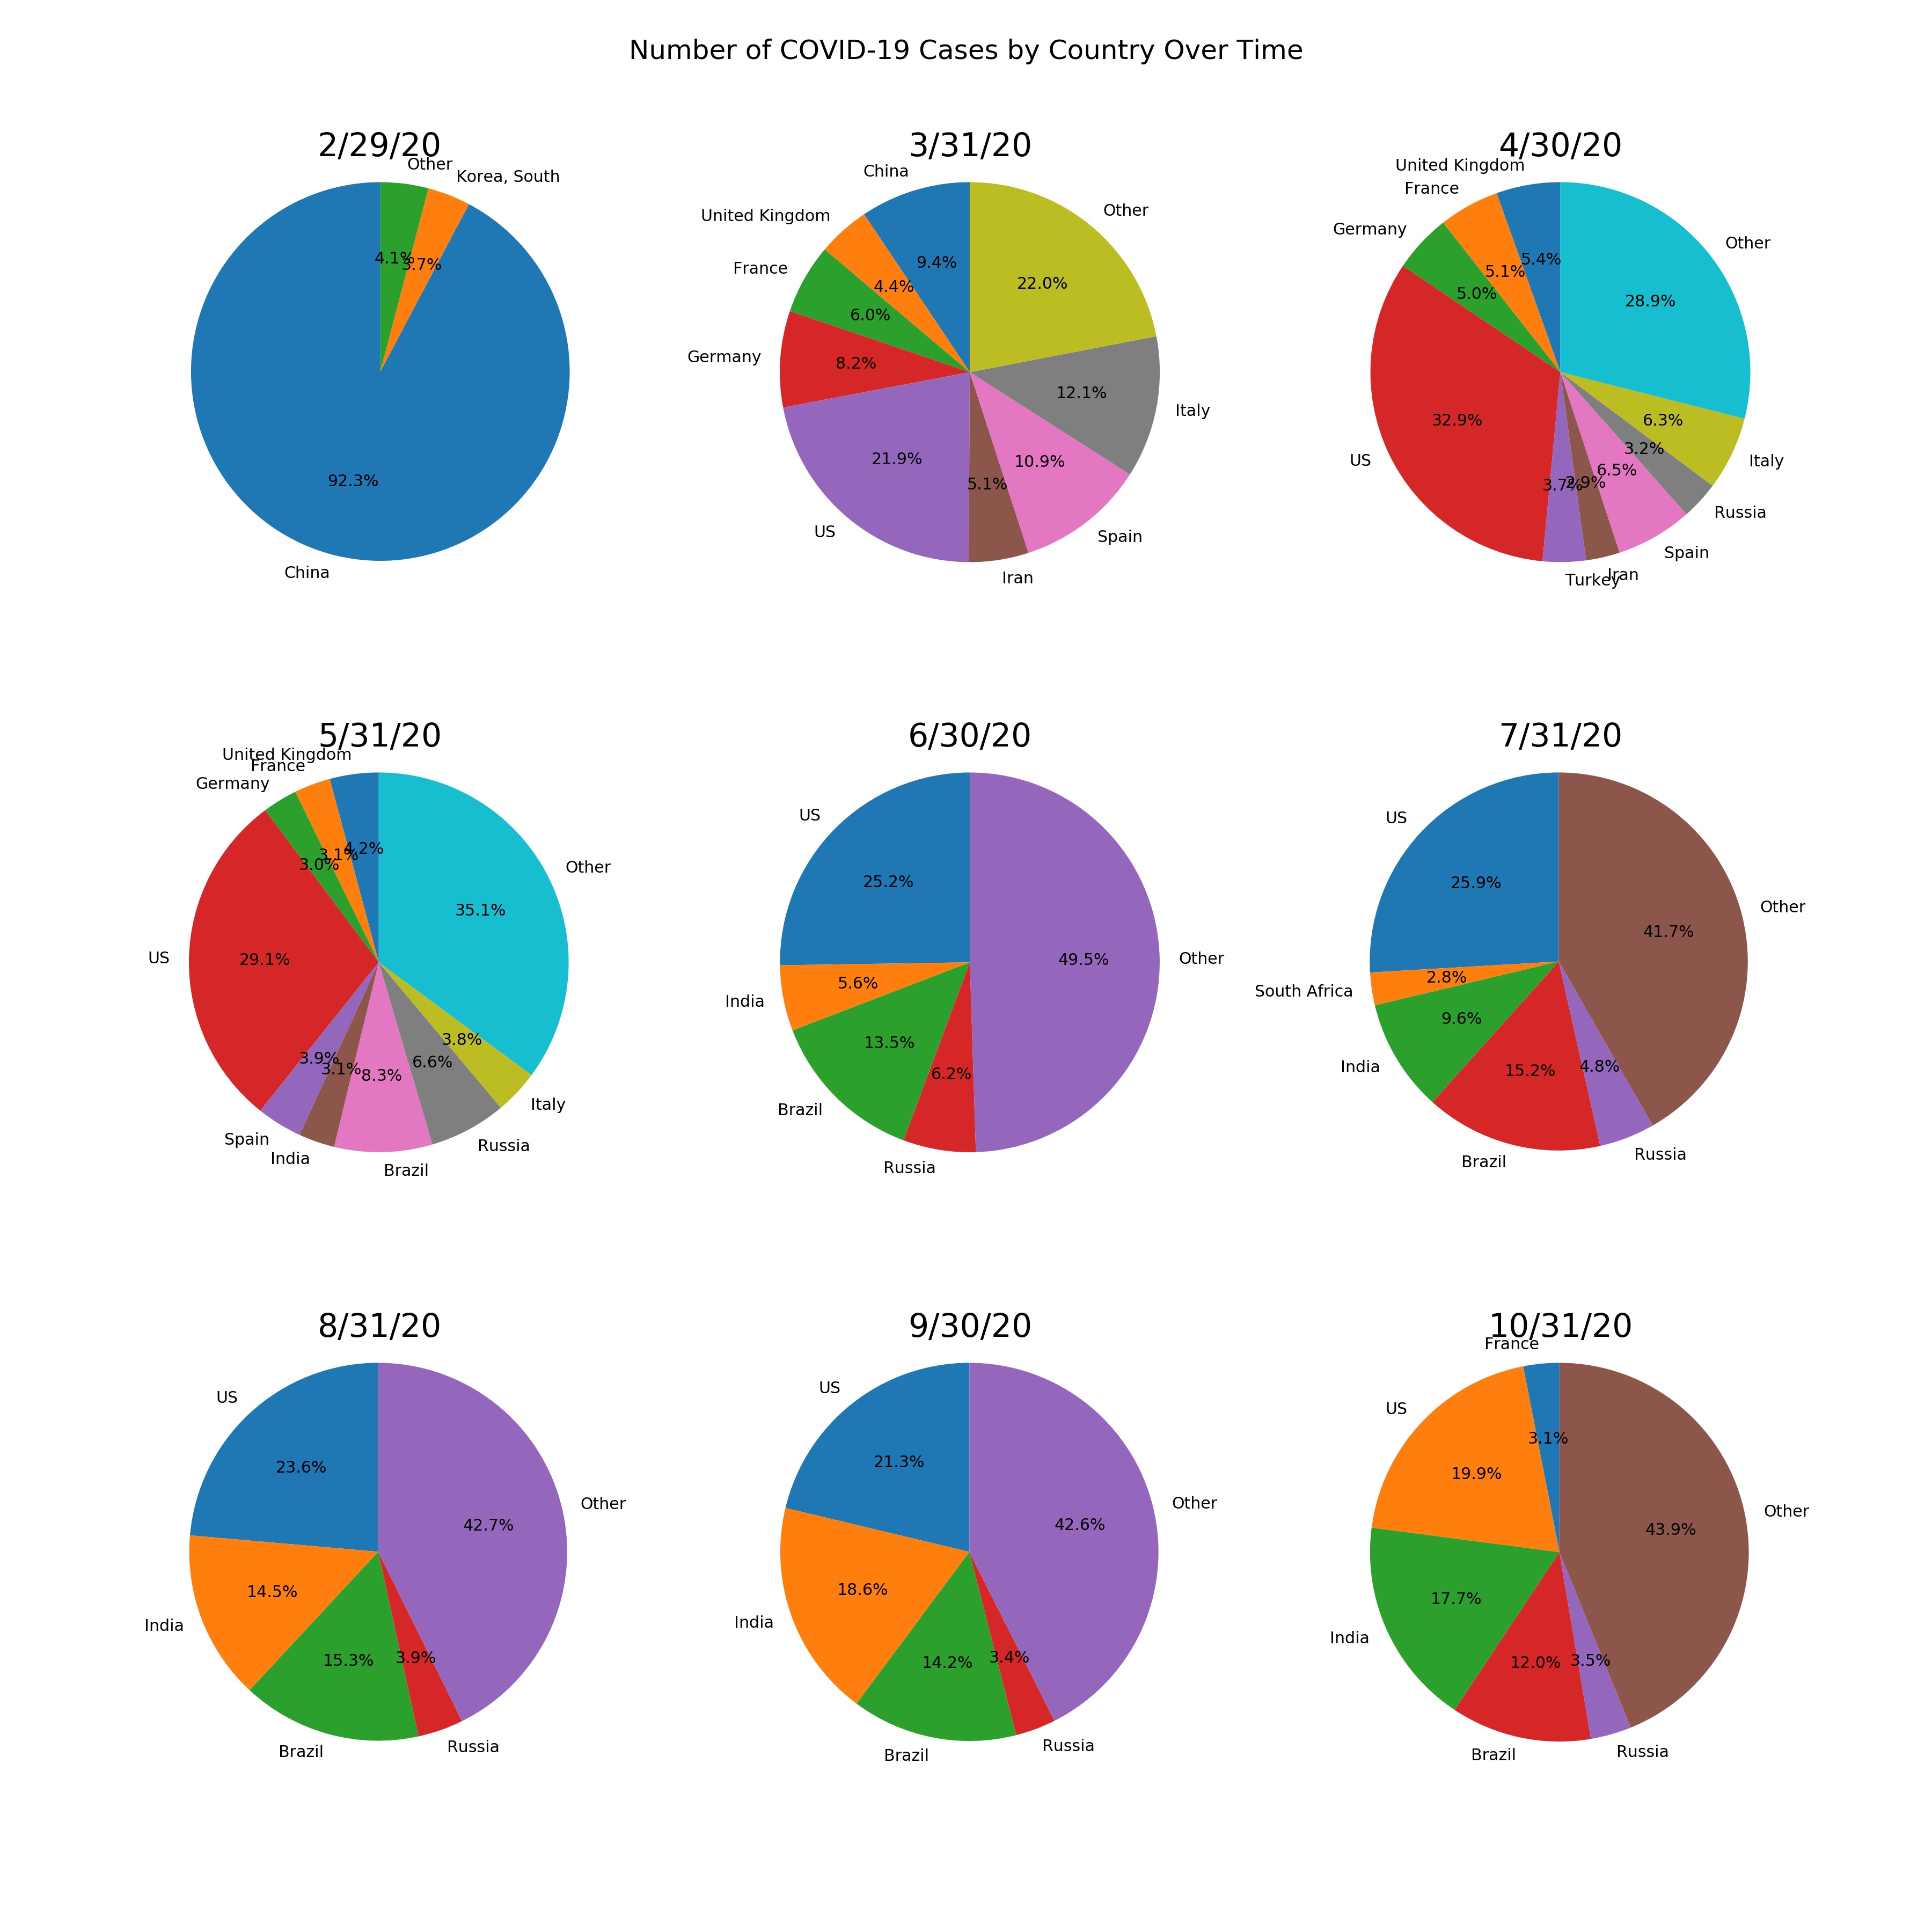 Number of COVID-19 Cases by Country Over Time
2/29/20
Other
Korea, South
4.1%
3.7%
92.3%
China
3/31/20
China
United Kingdom
Other
France
9.4%
4.4%
22.0%
6.0%
Germany
8.2%
12.1%
Italy
21.9%
10.9%
5.1%
US
Spain
Iran
4/30/20
United Kingdom
France
Germany
Other
5.4%
5.1%
5.0%
28.9%
32.9%
6.3%
3.2%
US
6.5%
Italy
3.7%
2.9%
Russia
Spain
Turkey
Iran
5/31/20
United Kingdom
France
Germany
4.2%
3.1%
3.0%
Other
35.1%
US
29.1%
3.8%
3.9%
3.1%
8.3%
6.6%
Italy
Spain
India
Brazil
Russia
6/30/20
US
25.2%
49.5%
Other
India
5.6%
13.5%
6.2%
Brazil
Russia
7/31/20
US
25.9%
Other
41.7%
2.8%
South Africa
9.6%
India
15.2%
4.8%
Brazil
Russia
8/31/20
US
23.6%
Other
42.7%
14.5%
India
15.3%
3.9%
Brazil
Russia
9/30/20
US
21.3%
Other
42.6%
18.6%
India
14.2%
3.4%
Brazil
Russia
10/31/20
France
US
3.1%
19.9%
Other
43.9%
17.7%
India
12.0%
3.5%
Brazil
Russia